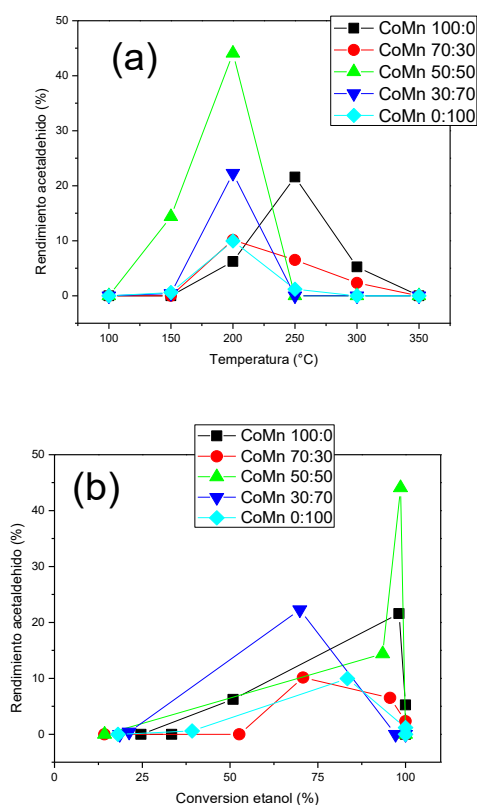 (a)
CoMn 100:0
CoMn 70:30
CoMn 50:50
CoMn 30:70
CoMn 0:100
Rendimiento acetaldehido (%)
50
40
30
20
10
0
100 150 200 250 300 350
Temperatura (°C)
(b)
CoMn 100:0
CoMn 70:30
CoMn 50:50
CoMn 30:70
CoMn 0:100
Rendimiento acetaldehido (%)
50
40
30
20
10
0
0 25 50 75 100
Conversion etanol (%)